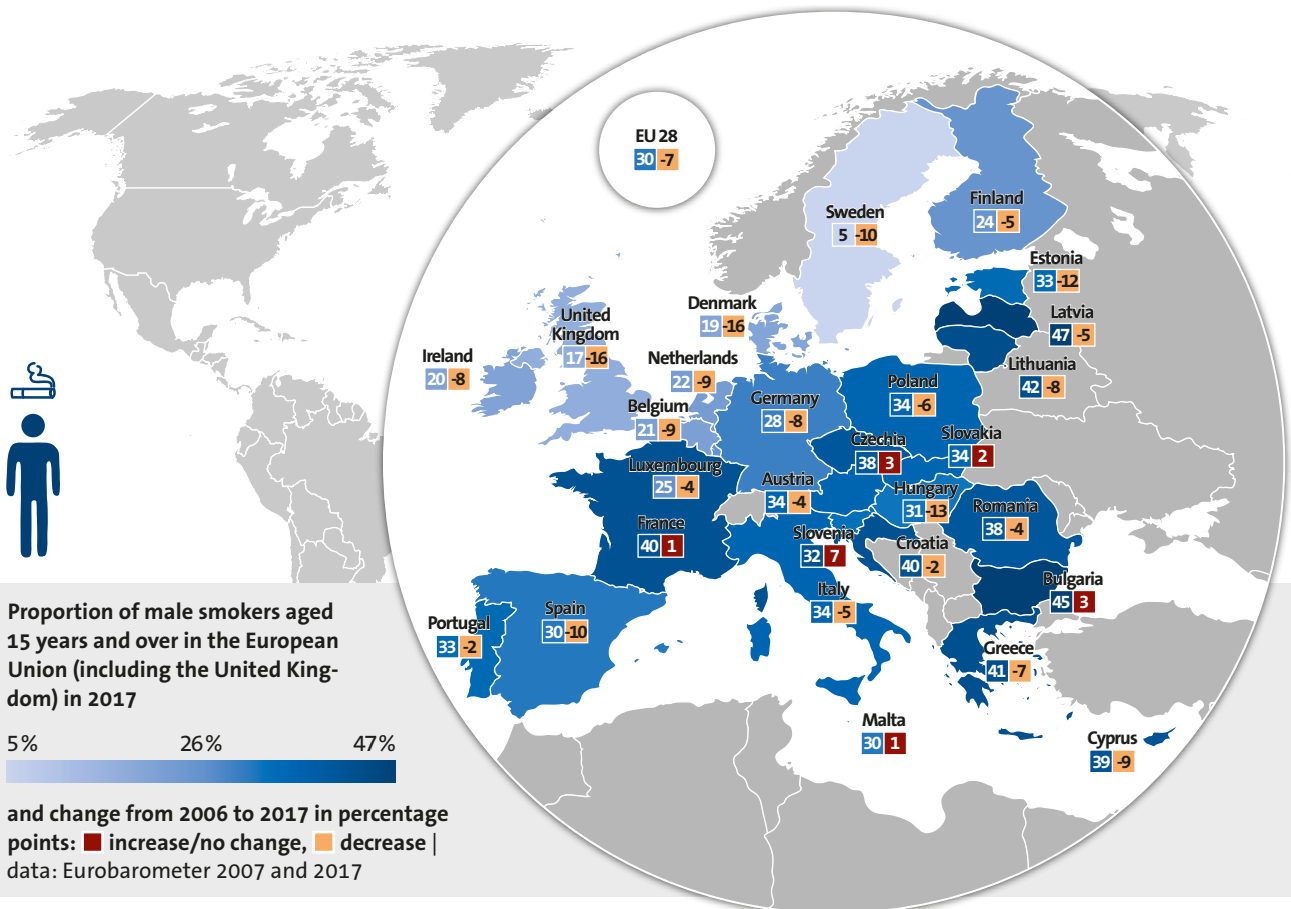 EU 28
30 -7
Sweden
5 -10
Finland
24 -5
Estonia
33 -12
Latvia
47 -5
Lithuania
42 -8
Denmark
19 -16
United
Kingdom
17 -16
Ireland
20 -8
Netherlands
22 -9
Belgium
21 -9
Germany
28 -8
Poland
34 -6
Czechia
38 3
Slovakia
34 2
Luxembourg
25 -4
Austria
34 -4
Hungary
31 -13
Romania
38 -4
France
40 1
Slovenia
32 7
Croatia
40 -2
Bulgaria
45 3
Italy
34 -5
Spain
30 -10
Portugal
33 -2
Greece
41 -7
Malta
30 1
Cyprus
39 -9
Proportion of male smokers aged
15 years and over in the European
Union (including the United King-
dom) in 2017
5% 26% 47%
and change from 2006 to 2017 in percentage
points: increase/no change, decrease |
data: Eurobarometer 2007 and 2017